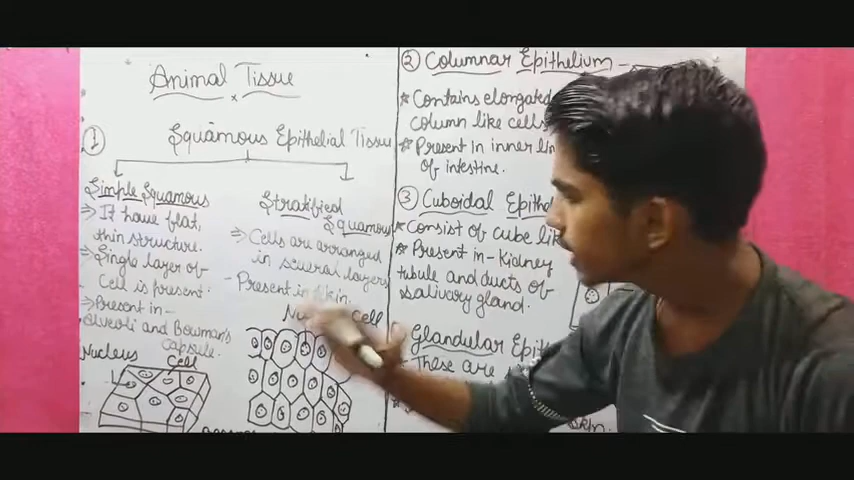 Animal Tissue
1
Squamous Epithelial Tissue
Simple Squamous
⇒ It have flat,
thin structure.
⇒ Single layer of
Cell is present.
⇒ Present in-
Alveoli and Bowman's
Capsule.
Nucleus
Cell
Stratified
Squamous
⇒ Cells are arranged
in several layers
- Present in Skin.
Cell
2 Columnar Epithelium -
☆ Contains elongated
column like cells
☆ Present in inner
of intestine.
3 Cuboidal
☆ Consist of cube like
☆ Present in - Kidney
tubule and ducts of
salivary gland.
Glandular
These are